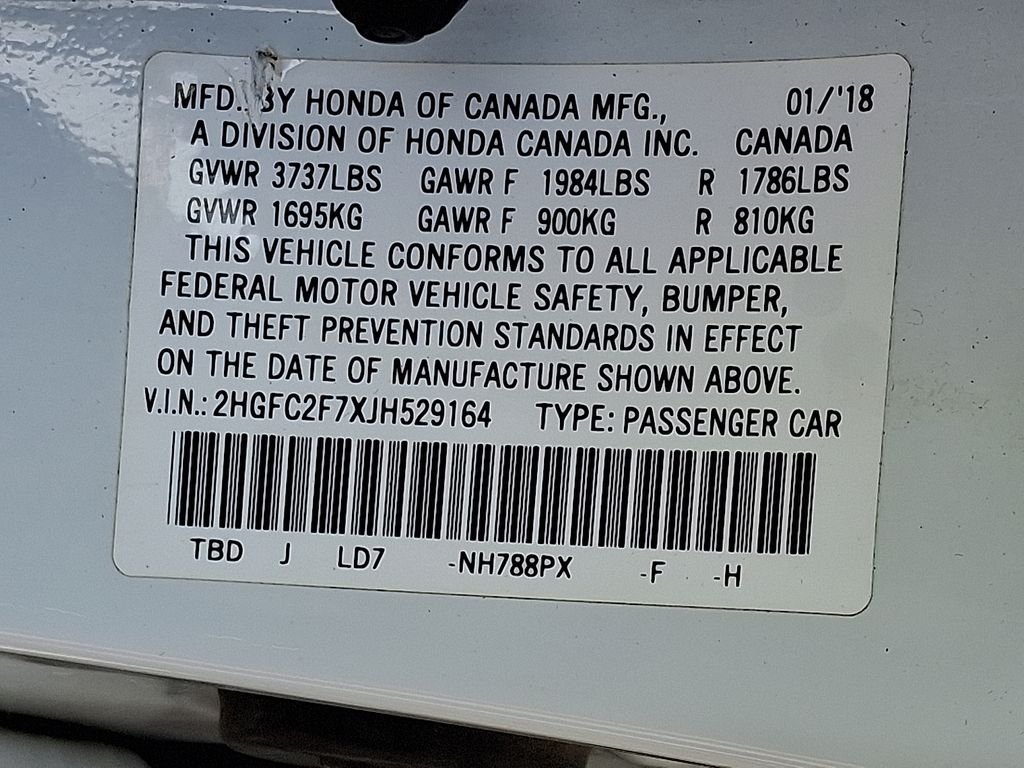 MFD. BY HONDA OF CANADA MFG., 01/'18
A DIVISION OF HONDA CANADA INC. CANADA
GVWR 3737LBS GAWR F 1984LBS R 1786LBS
GVWR 1695KG GAWR F 900KG R 810KG
THIS VEHICLE CONFORMS TO ALL APPLICABLE
FEDERAL MOTOR VEHICLE SAFETY, BUMPER,
AND THEFT PREVENTION STANDARDS IN EFFECT
ON THE DATE OF MANUFACTURE SHOWN ABOVE.
V.I.N.: 2HGFC2F7XJH529164 TYPE: PASSENGER CAR
TBD J LD7 -NH788PX -F -H